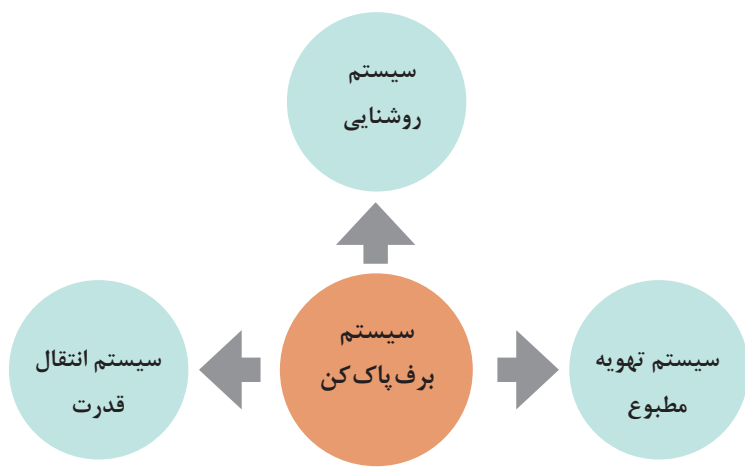 سیستم
روشنایی
سیستم
برف پاک کن
سیستم تهویه
مطبوع
سیستم انتقال
قدرت